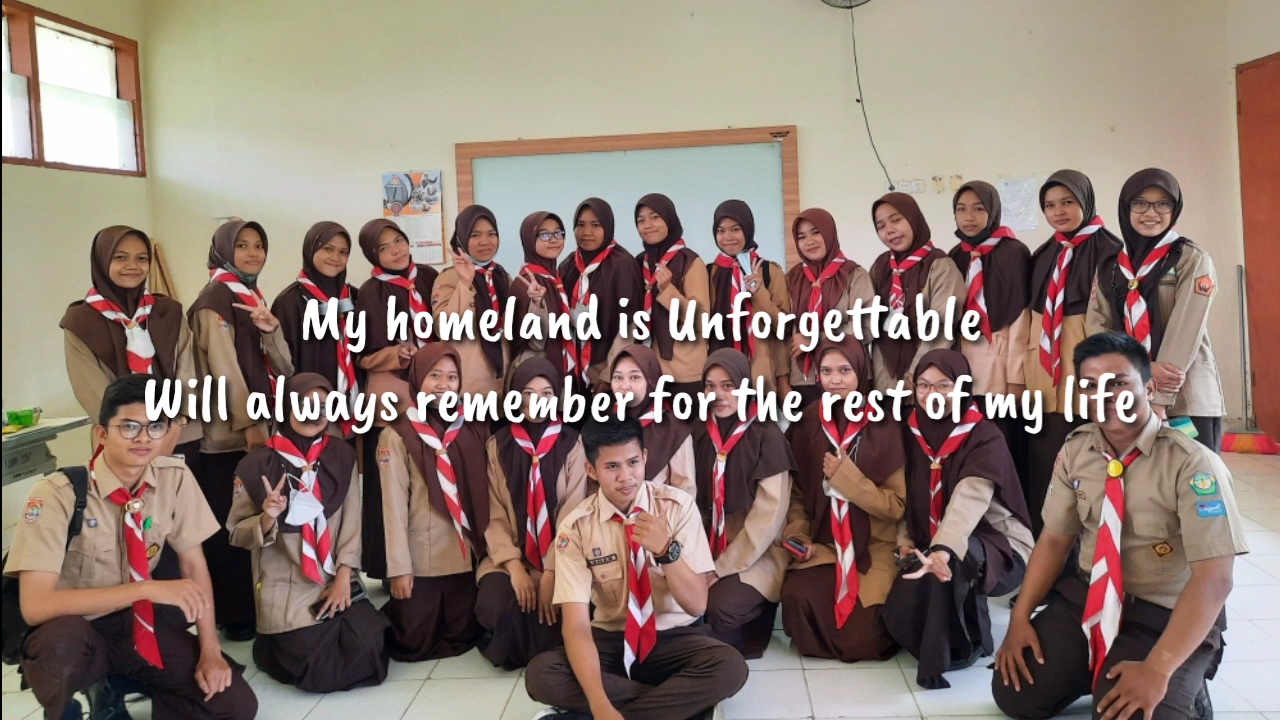 My homeland is Unforgettable
Will always remember for the rest of my life